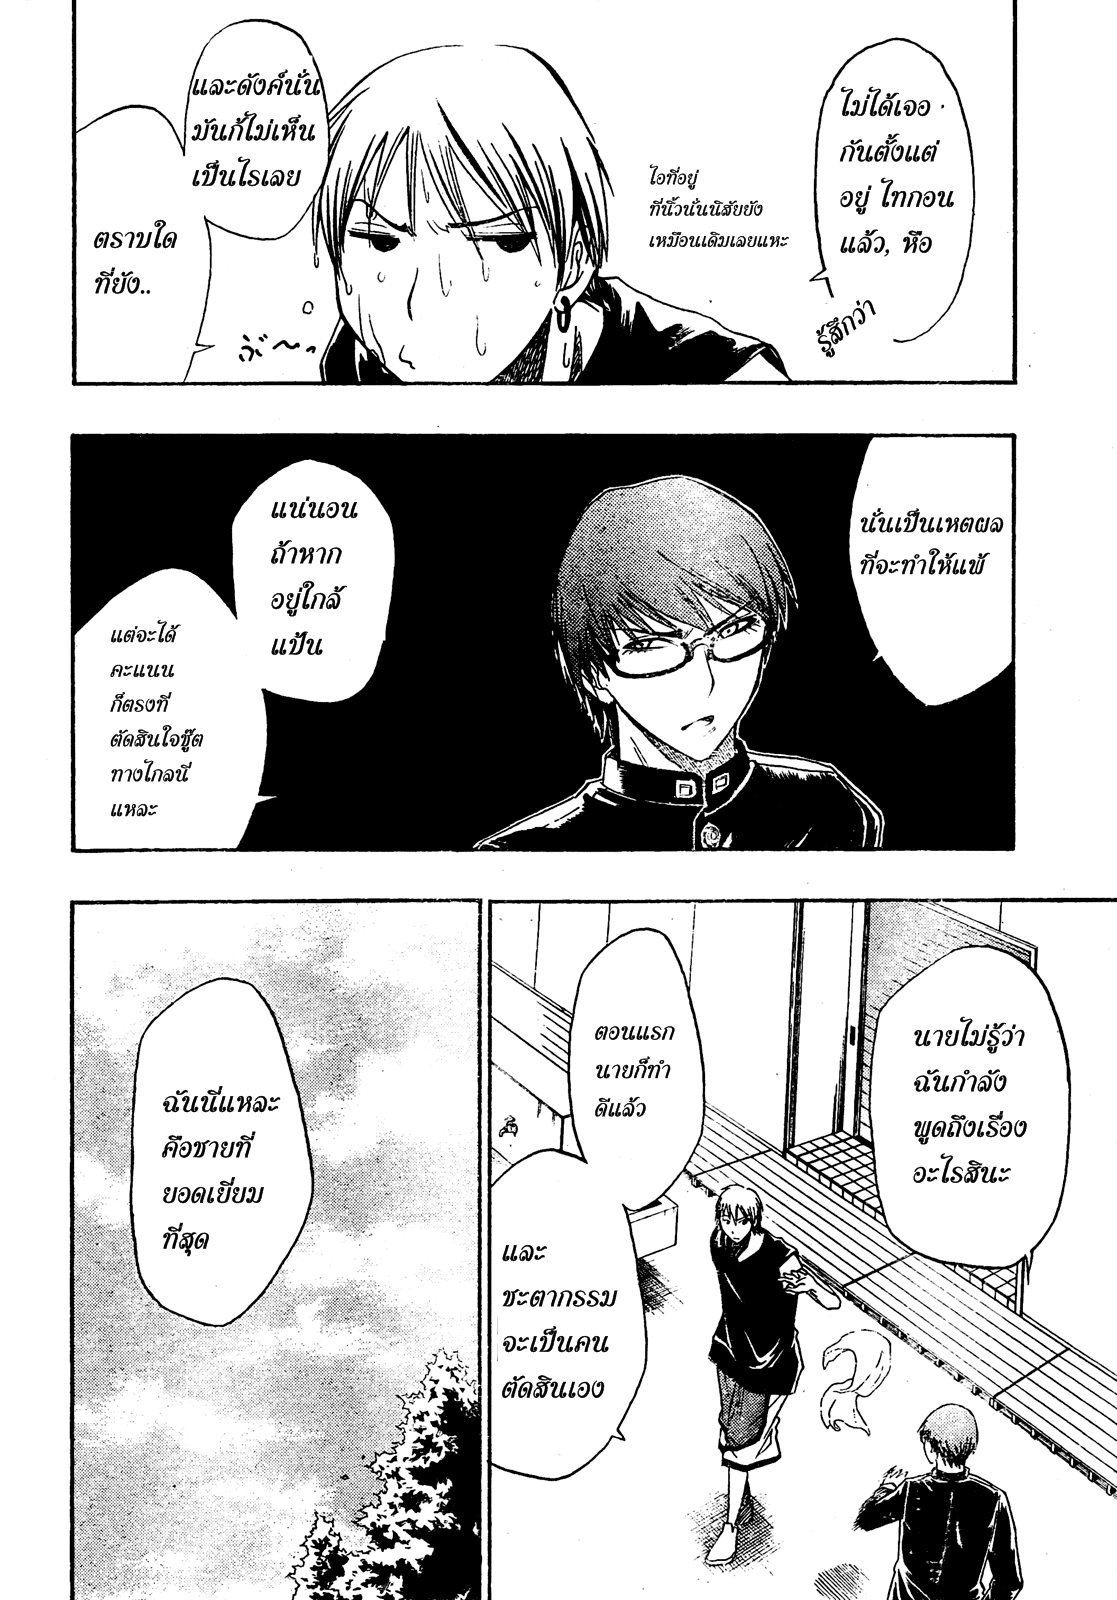 ไม่ได้เจอ
กันตั้งแต่
อยู่ ไทกอน
แล้ว, หือ
รู้สึกว่า
ไอที่อยู่
ที่นิ้วนั่นนิสัยยัง
เหมือนเดิมเลยแหะ
และดังค์นั่น
มันก็ไม่เห็น
เป็นไรเลย
ตราบใด
ที่ยัง..
นั่นเป็นเหตผล
ที่จะทำให้แพ้
แน่นอน
ถ้าหาก
อยู่ใกล้
แป้น
แต่จะได้
คะแนน
ก็ตรงที่
ตัดสินใจชู๊ต
ทางไกลนี่
แหละ
นายไม่รู้ว่า
ฉันกำลัง
พูดถึงเรื่อง
อะไรสินะ
ตอนแรก
นายก็ทำ
ดีแล้ว
และ
ชะตากรรม
จะเป็นคน
ตัดสินเอง
ฉันนี่แหละ
คือชายที่
ยอดเยี่ยม
ที่สุด